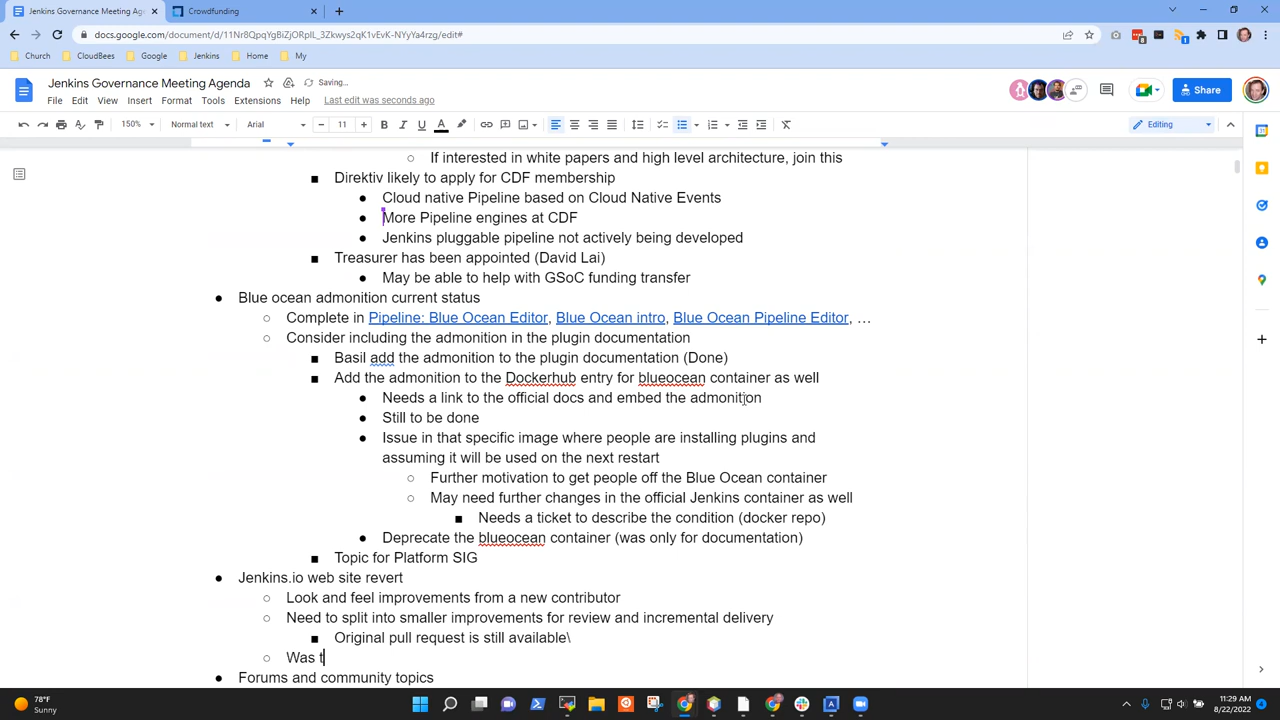 Jenkins Governance Meeting Agenda
Crowdfunding
docs.google.com/document/d/11Nr8QpqYgBiZjORpIL_3Zkwys2qK1vEvK-NYyYa4rzg/edit#
Church
CloudBees
Google
Jenkins
Home
My
Jenkins Governance Meeting Agenda
Saving...
File Edit View Insert Format Tools Extensions Help Last edit was seconds ago
Share
150%
Normal text
Arial
11
Editing
If interested in white papers and high level architecture, join this
Direktiv likely to apply for CDF membership
Cloud native Pipeline based on Cloud Native Events
More Pipeline engines at CDF
Jenkins pluggable pipeline not actively being developed
Treasurer has been appointed (David Lai)
May be able to help with GSoC funding transfer
Blue ocean admonition current status
Complete in Pipeline: Blue Ocean Editor, Blue Ocean intro, Blue Ocean Pipeline Editor, …
Consider including the admonition in the plugin documentation
Basil add the admonition to the plugin documentation (Done)
Add the admonition to the Dockerhub entry for blueocean container as well
Needs a link to the official docs and embed the admonition
Still to be done
Issue in that specific image where people are installing plugins and
assuming it will be used on the next restart
Further motivation to get people off the Blue Ocean container
May need further changes in the official Jenkins container as well
Needs a ticket to describe the condition (docker repo)
Deprecate the blueocean container (was only for documentation)
Topic for Platform SIG
Jenkins.io web site revert
Look and feel improvements from a new contributor
Need to split into smaller improvements for review and incremental delivery
Original pull request is still available\
Was t
Forums and community topics
78°F
Sunny
11:29 AM
8/22/2022